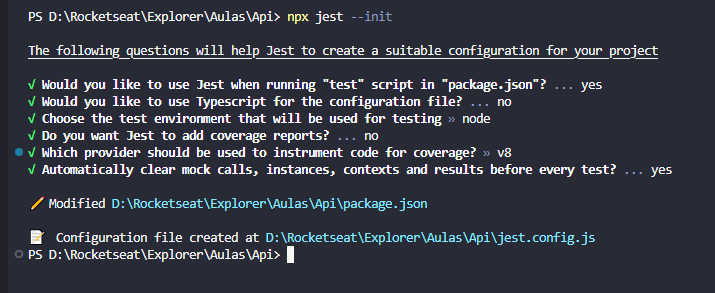 PS D:\Rocketseat\Explorer\Aulas\Api> npx jest --init
The following questions will help Jest to create a suitable configuration for your project
√ Would you like to use Jest when running "test" script in "package.json"? ... yes
√ Would you like to use Typescript for the configuration file? ... no
√ Choose the test environment that will be used for testing » node
√ Do you want Jest to add coverage reports? ... no
√ Which provider should be used to instrument code for coverage? » v8
√ Automatically clear mock calls, instances, contexts and results before every test? ... yes
Modified D:\Rocketseat\Explorer\Aulas\Api\package.json
Configuration file created at D:\Rocketseat\Explorer\Aulas\Api\jest.config.js
PS D:\Rocketseat\Explorer\Aulas\Api>